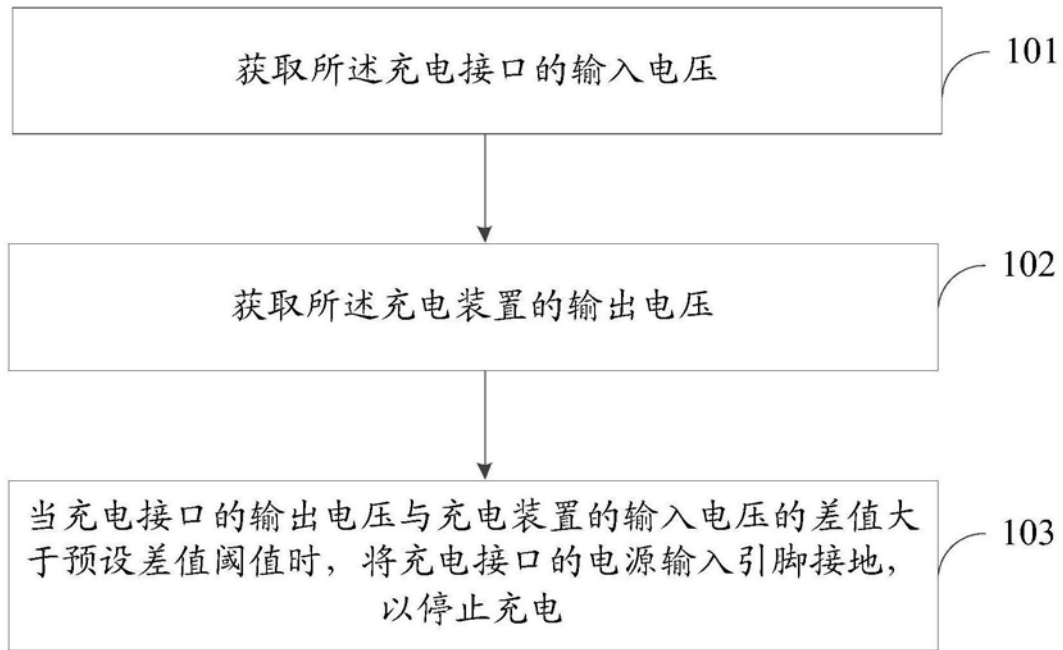 获取所述充电接口的输入电压
101
获取所述充电装置的输出电压
102
当充电接口的输出电压与充电装置的输入电压的差值大
于预设差值阈值时，将充电接口的电源输入引脚接地，
以停止充电
103